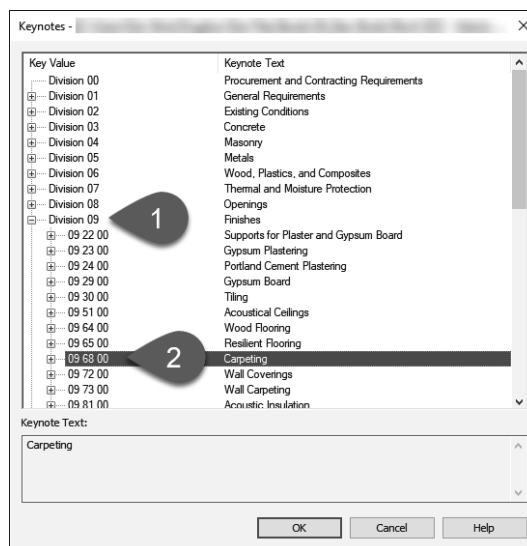 Keynotes -
Key Value Keynote Text
Division 00 Procurement and Contracting Requirements
Division 01 General Requirements
Division 02 Existing Conditions
Division 03 Concrete
Division 04 Masonry
Division 05 Metals
Division 06 Wood, Plastics, and Composites
Division 07 Thermal and Moisture Protection
Division 08 Openings
Division 09 Finishes
1
09 22 00 Supports for Plaster and Gypsum Board
09 23 00 Gypsum Plastering
09 24 00 Portland Cement Plastering
09 29 00 Gypsum Board
09 30 00 Tiling
09 51 00 Acoustical Ceilings
09 64 00 Wood Flooring
09 65 00 Resilient Flooring
09 68 00 Carpeting
2
09 72 00 Wall Coverings
09 73 00 Wall Carpeting
09 81 00 Acoustic Insulation
Keynote Text:
Carpeting
OK Cancel Help